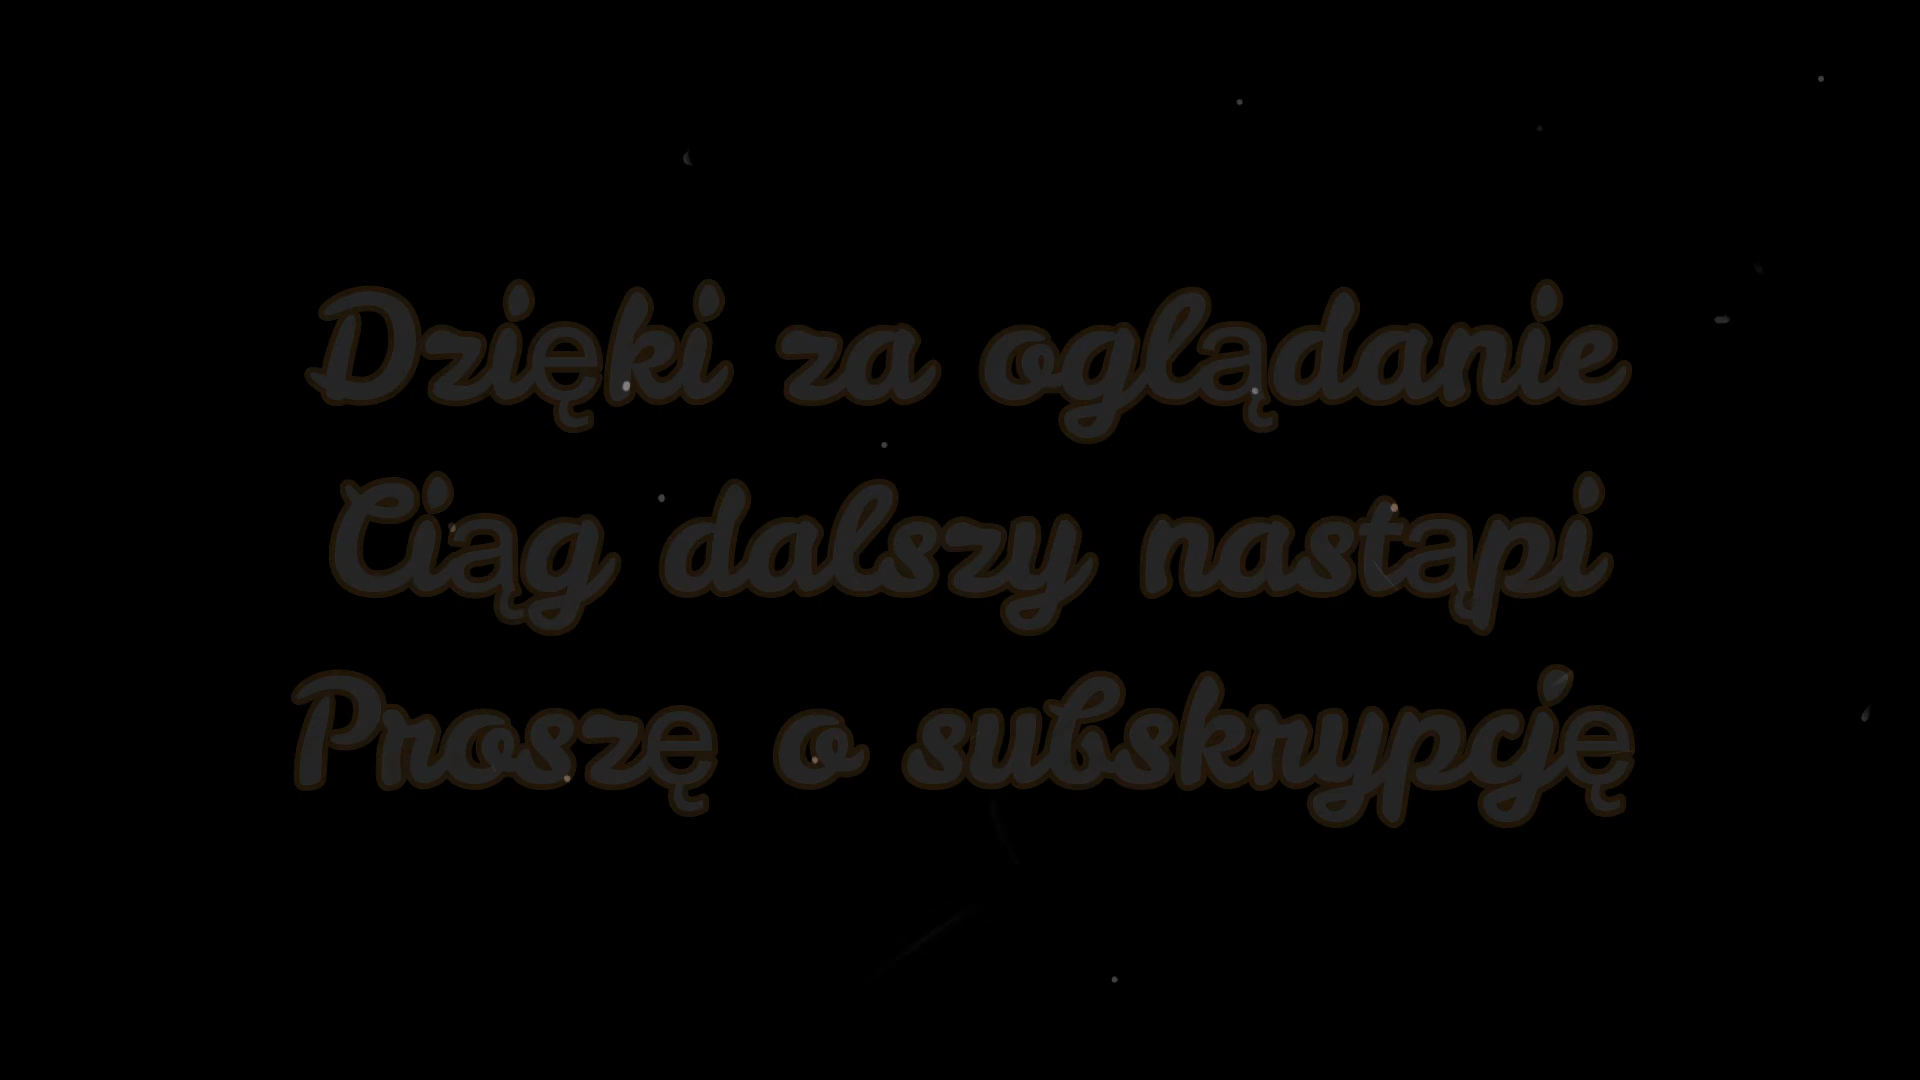 Dzięki za oglądanie
Ciąg dalszy nastąpi
Proszę o subskrypcję